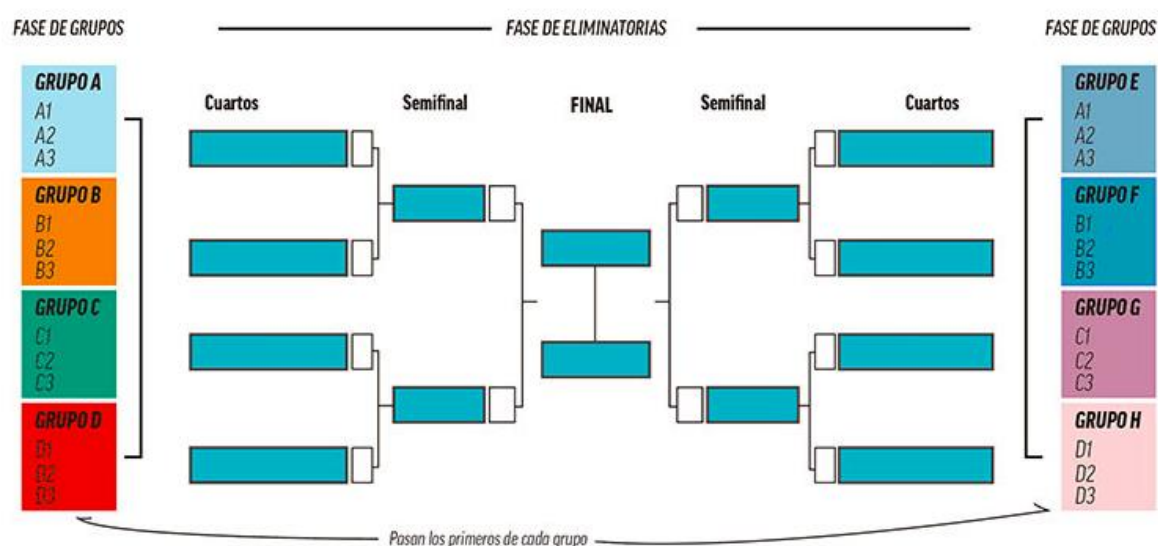 FASE DE GRUPOS
FASE DE ELIMINATORIAS
FASE DE GRUPOS
GRUPO A
A1
A2
A3
GRUPO B
B1
B2
B3
GRUPO C
C1
C2
C3
GRUPO D
D1
D2
D3
Cuartos
Semifinal
FINAL
Semifinal
Cuartos
GRUPO E
A1
A2
A3
GRUPO F
B1
B2
B3
GRUPO G
C1
C2
C3
GRUPO H
D1
D2
D3
Pasan los primeros de cada grupo